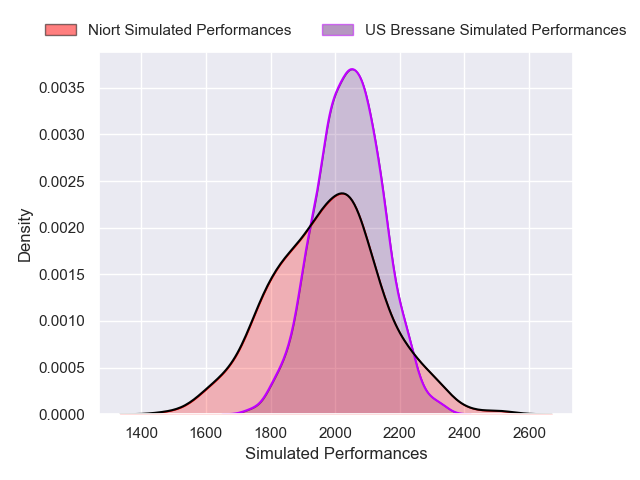 Niort Simulated Performances
US Bressane Simulated Performances
Density
0.0035
0.0030
0.0025
0.0020
0.0015
0.0010
0.0005
0.0000
1400 1600 1800 2000 2200 2400 2600
Simulated Performances